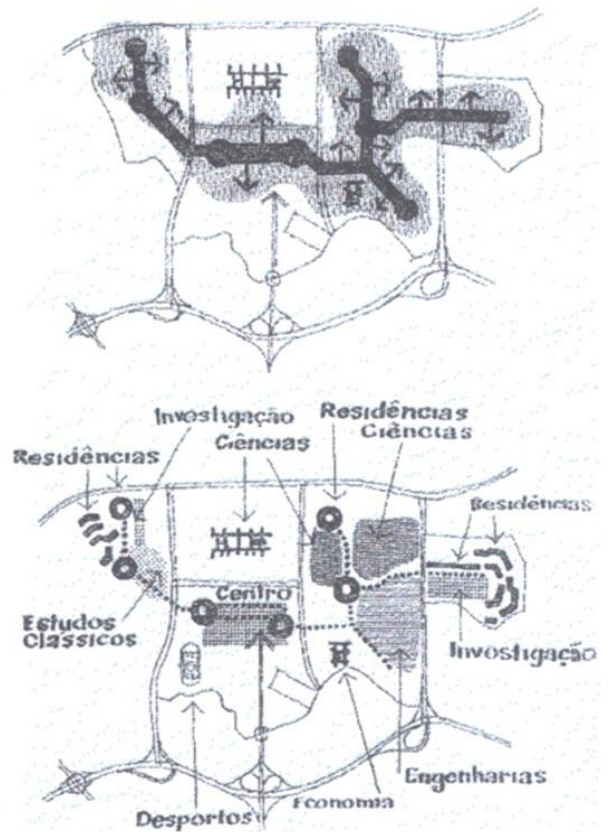 Investigação
Ciências
Residências
Ciências
Residências
Residências
Centro
Estudos
Clássicos
Investigação
Engenharias
Economia
Desportos